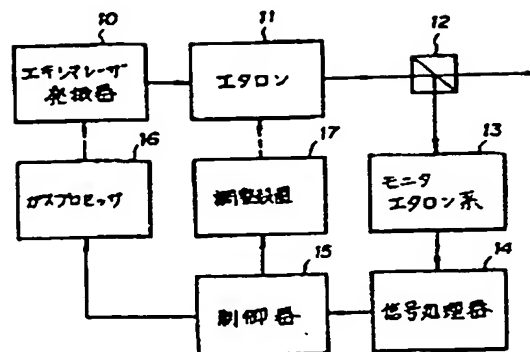 10
エキシマレーザ
発振器
11
エタロン
12
16
ガスプロセッサ
17
調整装置
13
モニタ
エタロン系
15
制御器
14
信号処理器